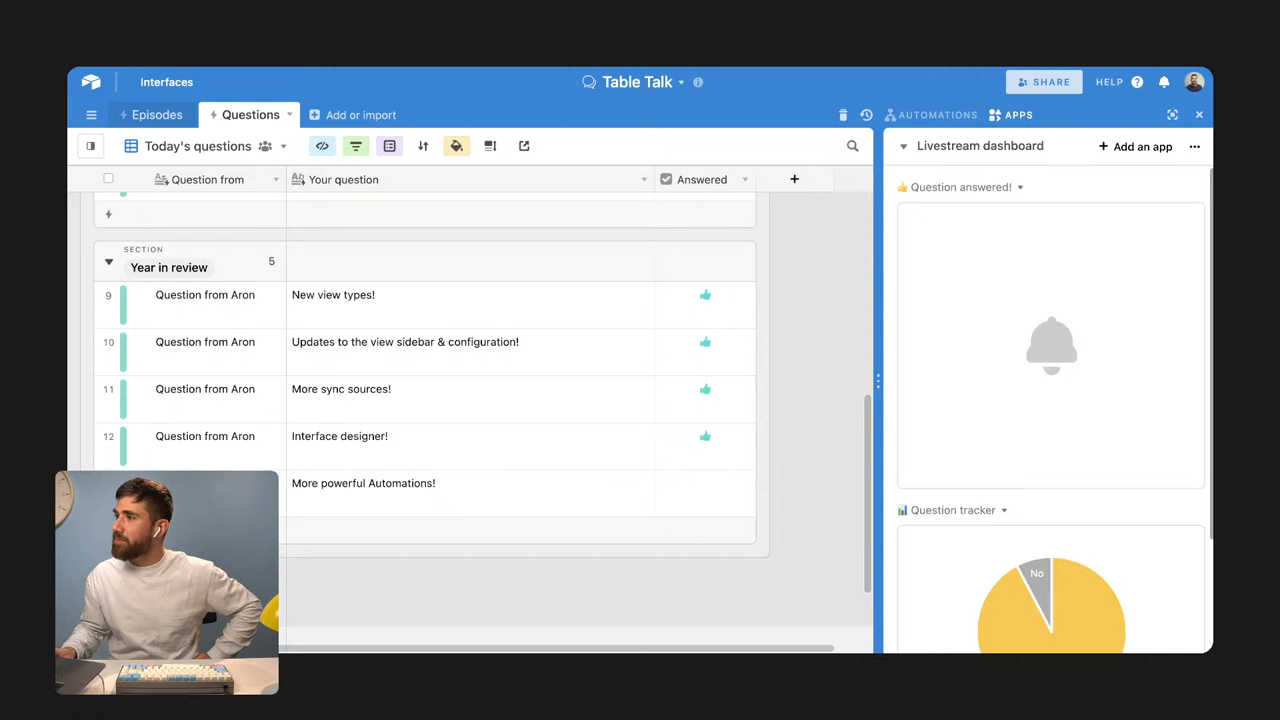 Interfaces
Table Talk
SHARE
HELP
Episodes
Questions
Add or import
AUTOMATIONS
APPS
Today's questions
Livestream dashboard
Add an app
Question from
Your question
Answered
Question answered!
SECTION
Year in review
5
9
Question from Aron
New view types!
10
Question from Aron
Updates to the view sidebar & configuration!
11
Question from Aron
More sync sources!
12
Question from Aron
Interface designer!
More powerful Automations!
Question tracker
No